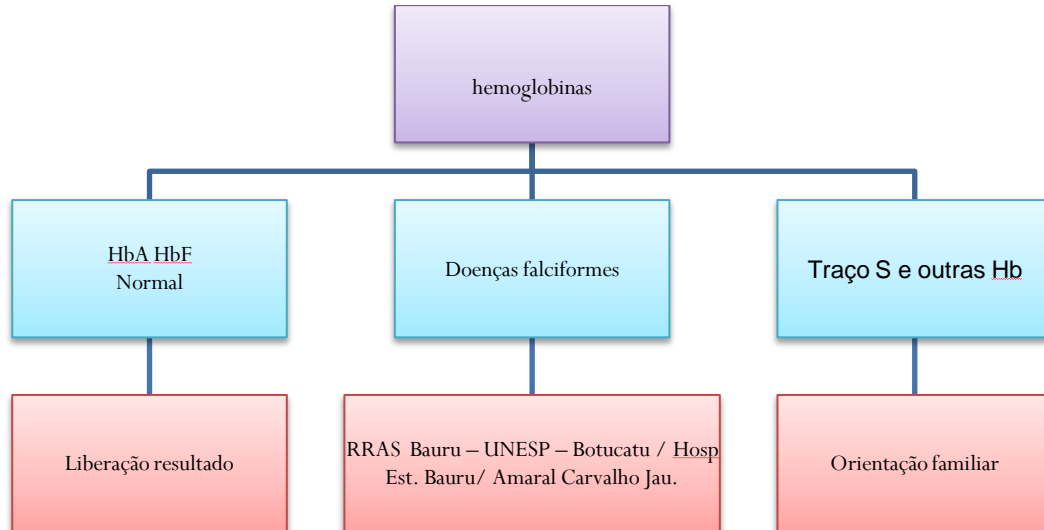 hemoglobinas
HbA HbF
Normal
Doenças falciformes
Traço S e outras Hb
Liberação resultado
RRAS Bauru – UNESP – Botucatu / Hosp
Est. Bauru/ Amaral Carvalho Jau.
Orientação familiar